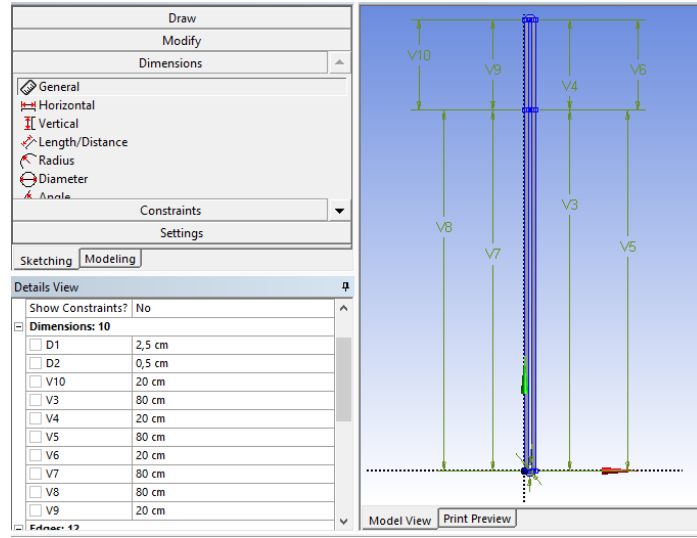 Draw
Modify
Dimensions
General
Horizontal
Vertical
Length/Distance
Radius
Diameter
Angle
Constraints
Settings
Sketching Modeling
Details View
Show Constraints? No
Dimensions: 10
D1 2,5 cm
D2 0,5 cm
V10 20 cm
V3 80 cm
V4 20 cm
V5 80 cm
V6 20 cm
V7 80 cm
V8 80 cm
V9 20 cm
Edges: 12
V10 V9 V4 V6
V8 V7 V3 V5
Model View Print Preview